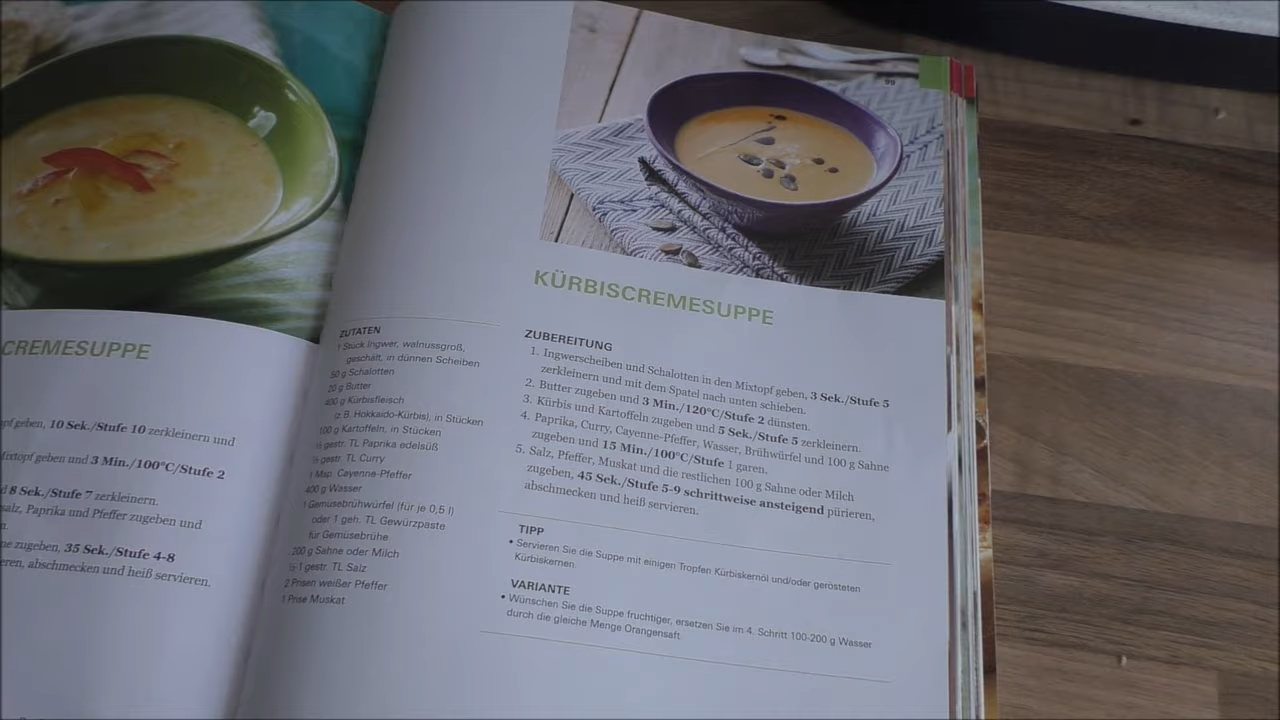 CREMESUPPE
geben, 10 Sek./Stufe 10 zerkleinern und
Mixtopf geben und 3 Min./100°C/Stufe 2
8 Sek./Stufe 7 zerkleinern.
salz, Paprika und Pfeffer zugeben und
zugeben, 35 Sek./Stufe 4-8
abschmecken und heiß servieren.
99
KÜRBISCREMESUPPE
ZUTATEN
1 Stück Ingwer, walnussgroß,
geschält, in dünnen Scheiben
50 g Schalotten
20 g Butter
400 g Kürbisfleisch
(z.B. Hokkaido-Kürbis), in Stücken
100 g Kartoffeln, in Stücken
½ gestr. TL Paprika edelsüß
½ gestr. TL Curry
1 Msp. Cayenne-Pfeffer
400 g Wasser
1 Gemüsebrühwürfel (für je 0,5 l)
oder 1 geh. TL Gewürzpaste
für Gemüsebrühe
200 g Sahne oder Milch
½-1 gestr. TL Salz
2 Prisen weißer Pfeffer
1 Prise Muskat
ZUBEREITUNG
1. Ingwerscheiben und Schalotten in den Mixtopf geben, 3 Sek./Stufe 5
zerkleinern und mit dem Spatel nach unten schieben.
2. Butter zugeben und 3 Min./120°C/Stufe 2 dünsten.
3. Kürbis und Kartoffeln zugeben und 5 Sek./Stufe 5 zerkleinern.
4. Paprika, Curry, Cayenne-Pfeffer, Wasser, Brühwürfel und 100 g Sahne
zugeben und 15 Min./100°C/Stufe 1 garen.
5. Salz, Pfeffer, Muskat und die restlichen 100 g Sahne oder Milch
zugeben, 45 Sek./Stufe 5-9 schrittweise ansteigend pürieren,
abschmecken und heiß servieren.
TIPP
• Servieren Sie die Suppe mit einigen Tropfen Kürbiskernöl und/oder gerösteten
Kürbiskernen.
VARIANTE
• Wünschen Sie die Suppe fruchtiger, ersetzen Sie im 4. Schritt 100-200 g Wasser
durch die gleiche Menge Orangensaft.